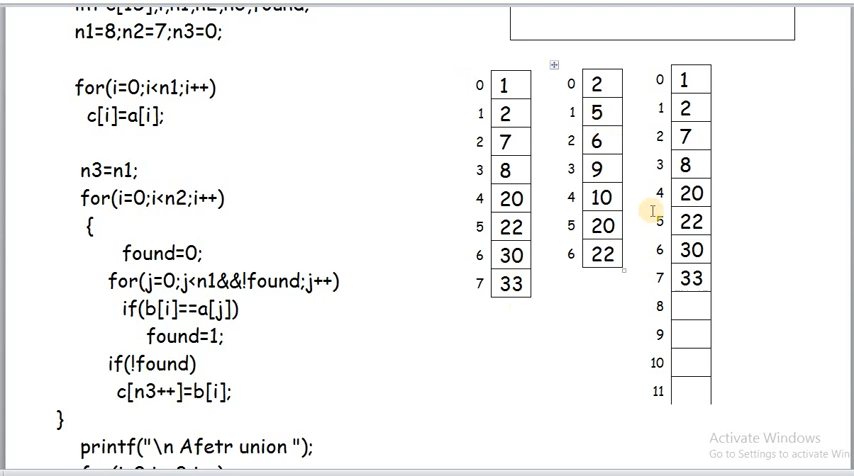 n1=8;n2=7;n3=0;
for(i=0;i<n1;i++)
c[i]=a[i];
n3=n1;
for(i=0;i<n2;i++)
{
found=0;
for(j=0;j<n1&&!found;j++)
if(b[i]==a[j])
found=1;
if(!found)
c[n3++]=b[i];
}
printf("\n Afetr union ");
0 1
1 2
2 7
3 8
4 20
5 22
6 30
7 33
0 2
1 5
2 6
3 9
4 10
5 20
6 22
0 1
1 2
2 7
3 8
4 20
5 22
6 30
7 33
8
9
10
11
Activate Windows
Go to Settings to activate Win